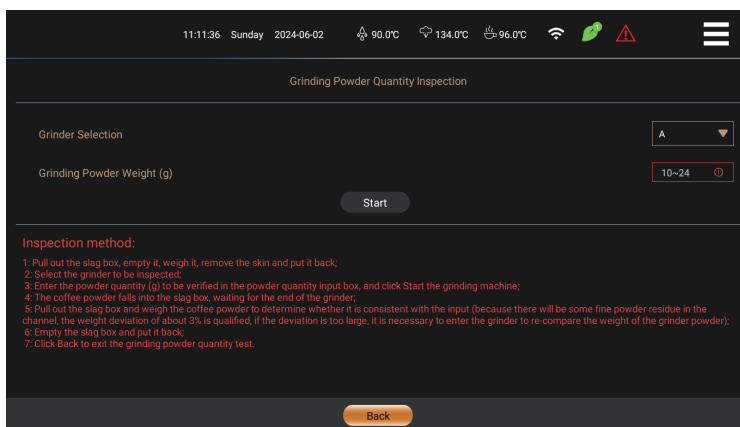 11:11:36 Sunday 2024-06-02 90.0℃ 134.0℃ 96.0℃ 1
Grinding Powder Quantity Inspection
Grinder Selection A
Grinding Powder Weight (g) 10~24
Start
Inspection method:
1: Pull out the slag box, empty it, weigh it, remove the skin and put it back;
2: Select the grinder to be inspected;
3: Enter the powder quantity (g) to be verified in the powder quantity input box, and click Start the grinding machine;
4: The coffee powder falls into the slag box, waiting for the end of the grinder;
5: Pull out the slag box and weigh the coffee powder to determine whether it is consistent with the input (because there will be some fine powder residue in the
channel, the weight deviation of about 3% is qualified, if the deviation is too large, it is necessary to enter the grinder to re-compare the weight of the grinder powder);
6: Empty the slag box and put it back;
7: Click Back to exit the grinding powder quantity test.
Back